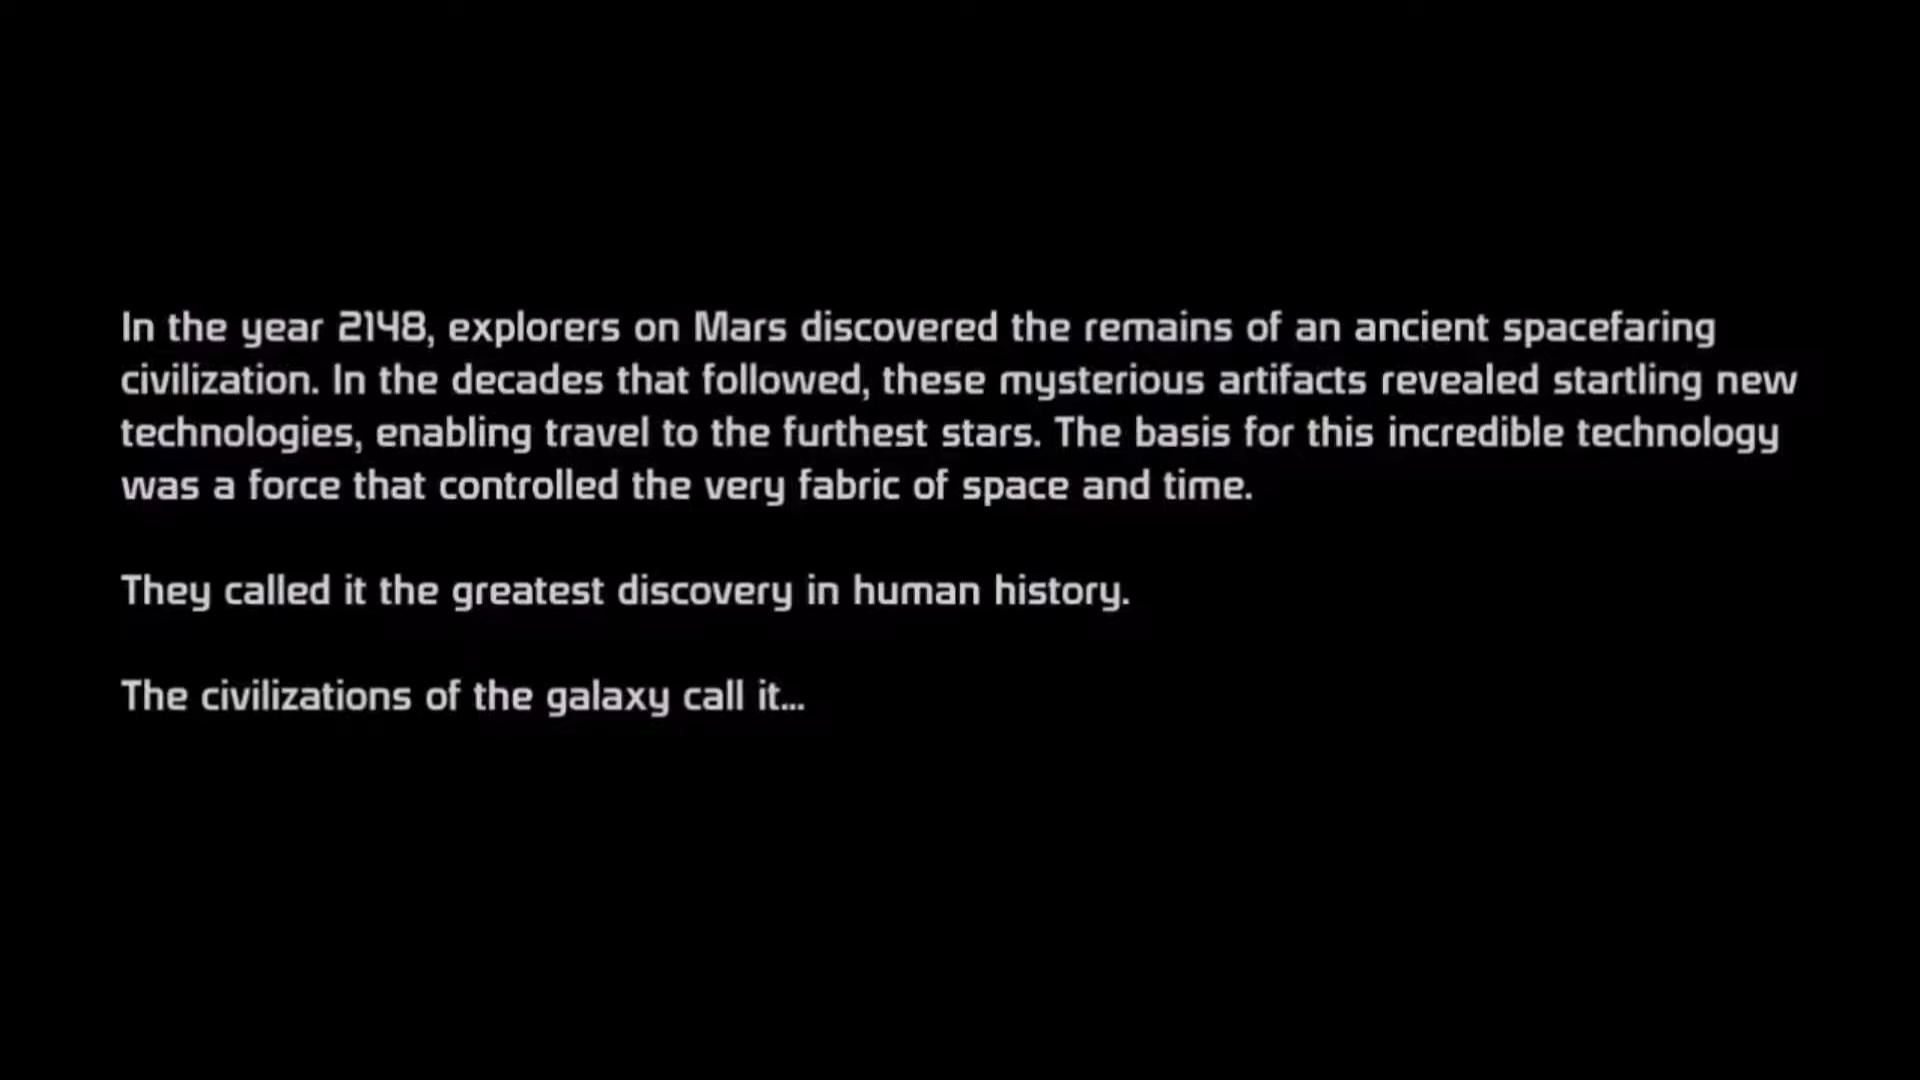 In the year 2148, explorers on Mars discovered the remains of an ancient spacefaring
civilization. In the decades that followed, these mysterious artifacts revealed startling new
technologies, enabling travel to the furthest stars. The basis for this incredible technology
was a force that controlled the very fabric of space and time.
They called it the greatest discovery in human history.
The civilizations of the galaxy call it...